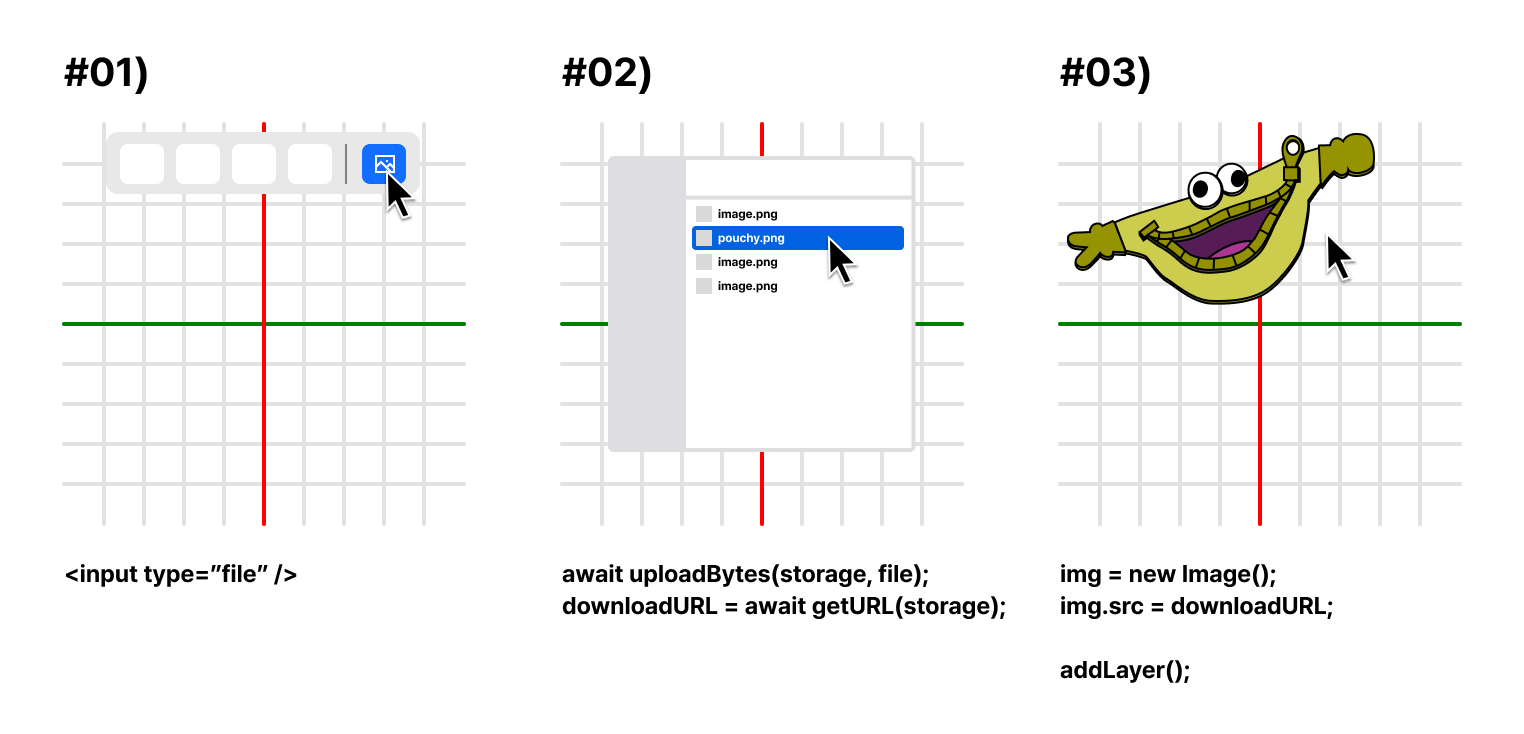 #01)
#02)
#03)
image.png
pouchy.png
image.png
image.png
<input type=”file” />
await uploadBytes(storage, file);
downloadURL = await getURL(storage);
img = new Image();
img.src = downloadURL;
addLayer();